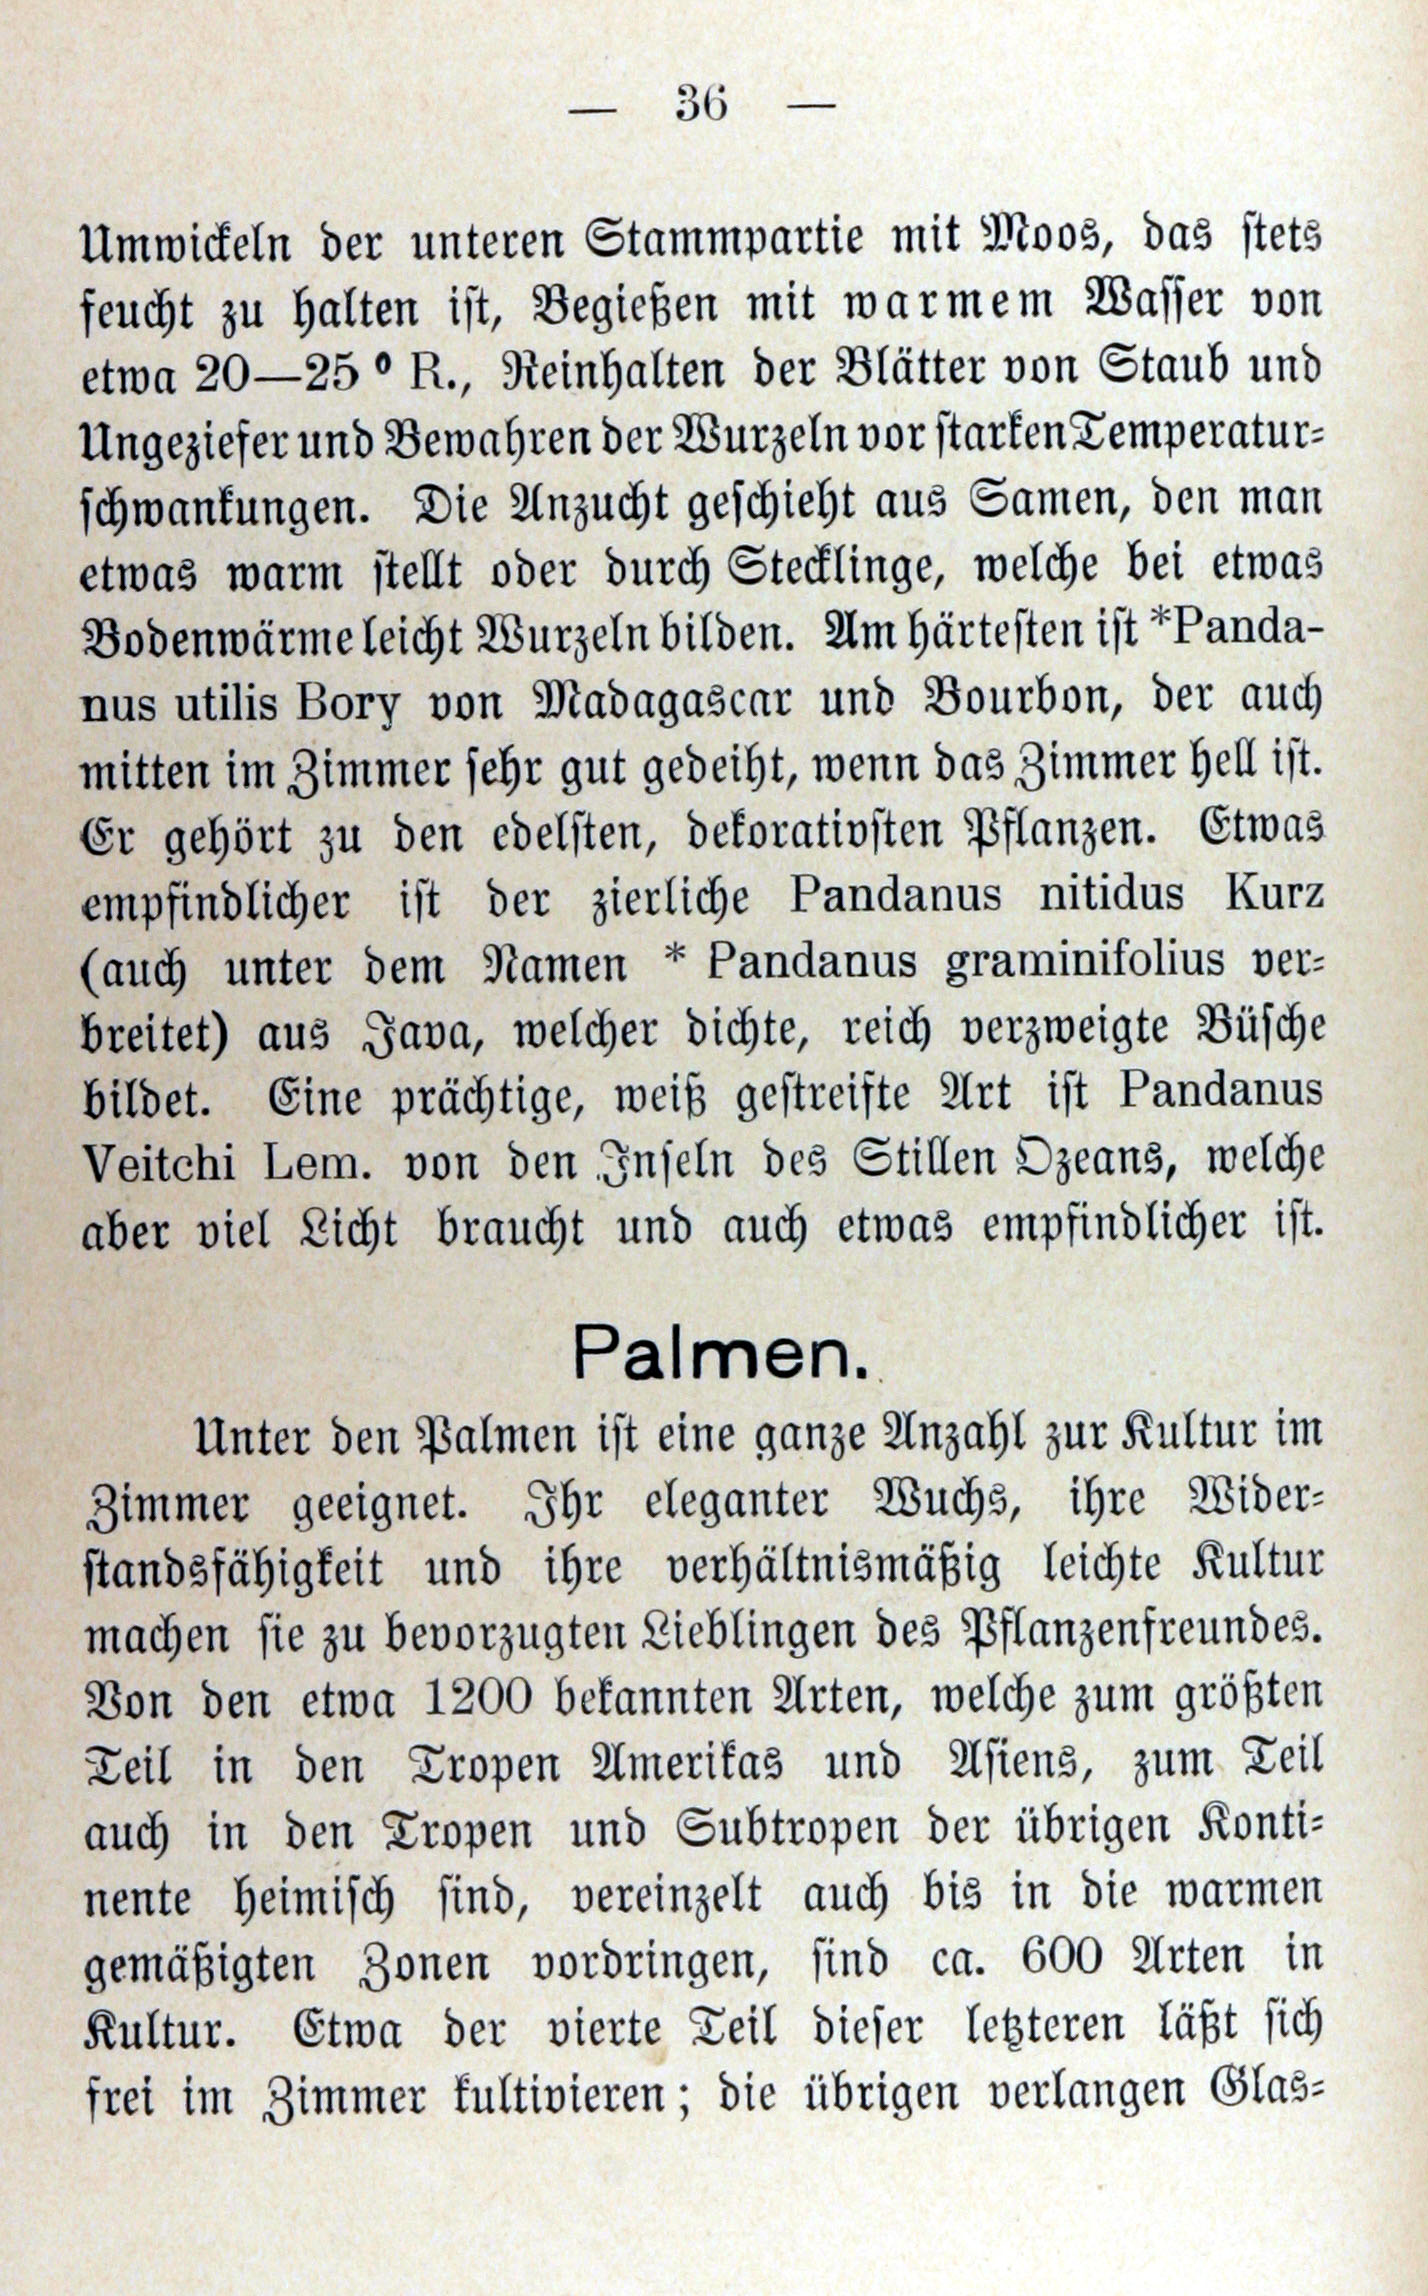 — 36 —
Umwickeln der unteren Stammpartie mit Moos, das stets
feucht zu halten ist, Begießen mit warmem Wasser von
etwa 20—25 ° R., Reinhalten der Blätter von Staub und
Ungeziefer und Bewahren der Wurzeln vor starken Temperatur-
schwankungen. Die Anzucht geschieht aus Samen, den man
etwas warm stellt oder durch Stecklinge, welche bei etwas
Bodenwärme leicht Wurzeln bilden. Am härtesten ist *Panda-
nus utilis Bory von Madagascar und Bourbon, der auch
mitten im Zimmer sehr gut gedeiht, wenn das Zimmer hell ist.
Er gehört zu den edelsten, dekorativsten Pflanzen. Etwas
empfindlicher ist der zierliche Pandanus nitidus Kurz
(auch unter dem Namen * Pandanus graminifolius ver-
breitet) aus Java, welcher dichte, reich verzweigte Büsche
bildet. Eine prächtige, weiß gestreifte Art ist Pandanus
Veitchi Lem. von den Inseln des Stillen Ozeans, welche
aber viel Licht braucht und auch etwas empfindlicher ist.
Palmen.
Unter den Palmen ist eine ganze Anzahl zur Kultur im
Zimmer geeignet. Ihr eleganter Wuchs, ihre Wider-
standsfähigkeit und ihre verhältnismäßig leichte Kultur
machen sie zu bevorzugten Lieblingen des Pflanzenfreundes.
Von den etwa 1200 bekannten Arten, welche zum größten
Teil in den Tropen Amerikas und Asiens, zum Teil
auch in den Tropen und Subtropen der übrigen Konti-
nente heimisch sind, vereinzelt auch bis in die warmen
gemäßigten Zonen vordringen, sind ca. 600 Arten in
Kultur. Etwa der vierte Teil dieser letzteren läßt sich
frei im Zimmer kultivieren; die übrigen verlangen Glas-